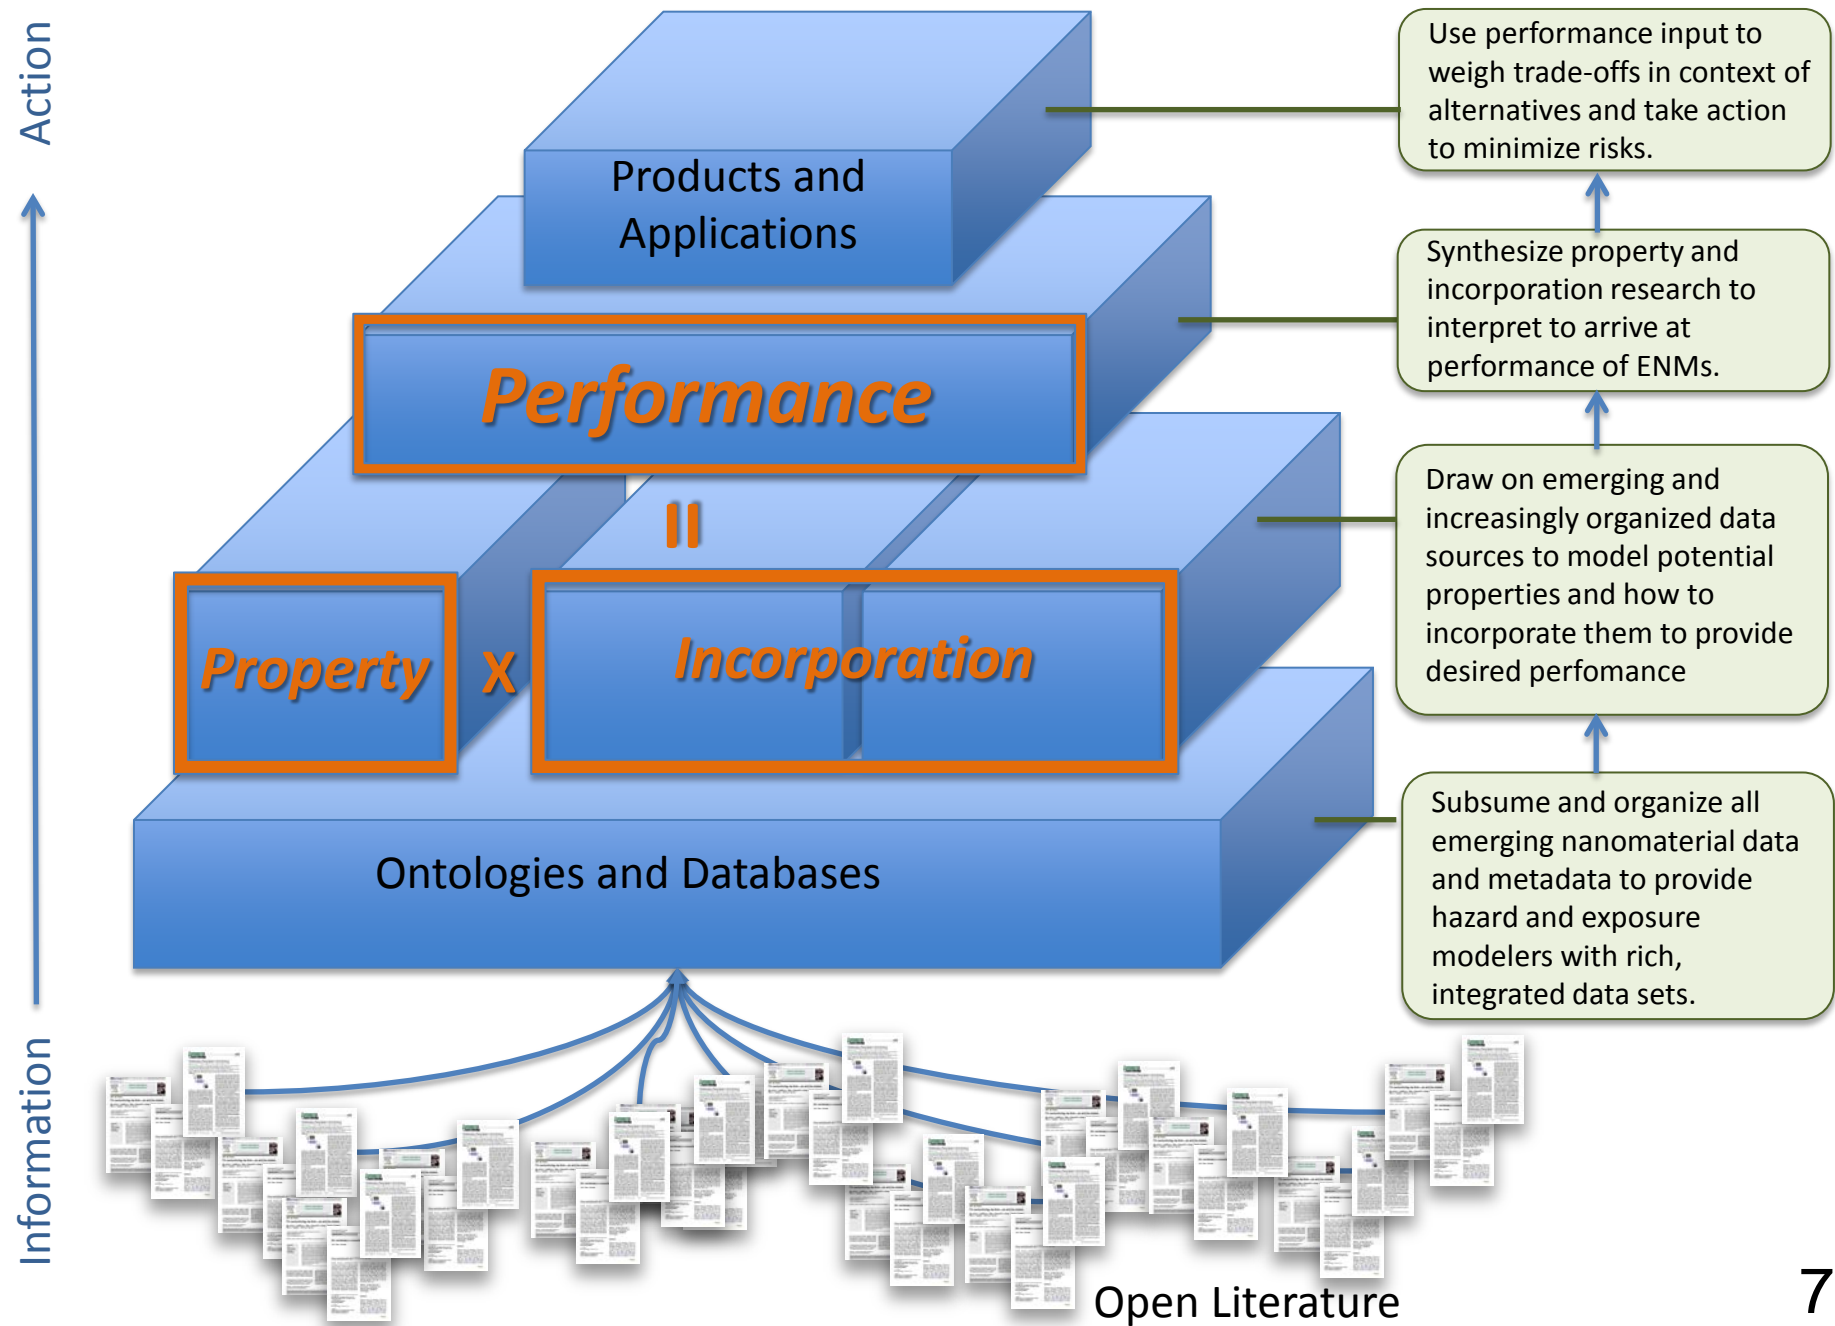 Action
Information
Products and
Applications
Performance
=
Property
X
Incorporation
Ontologies and Databases
Open Literature
Use performance input to
weigh trade-offs in context of
alternatives and take action
to minimize risks.
Synthesize property and
incorporation research to
interpret to arrive at
performance of ENMs.
Draw on emerging and
increasingly organized data
sources to model potential
properties and how to
incorporate them to provide
desired perfomance
Subsume and organize all
emerging nanomaterial data
and metadata to provide
hazard and exposure
modelers with rich,
integrated data sets.
7